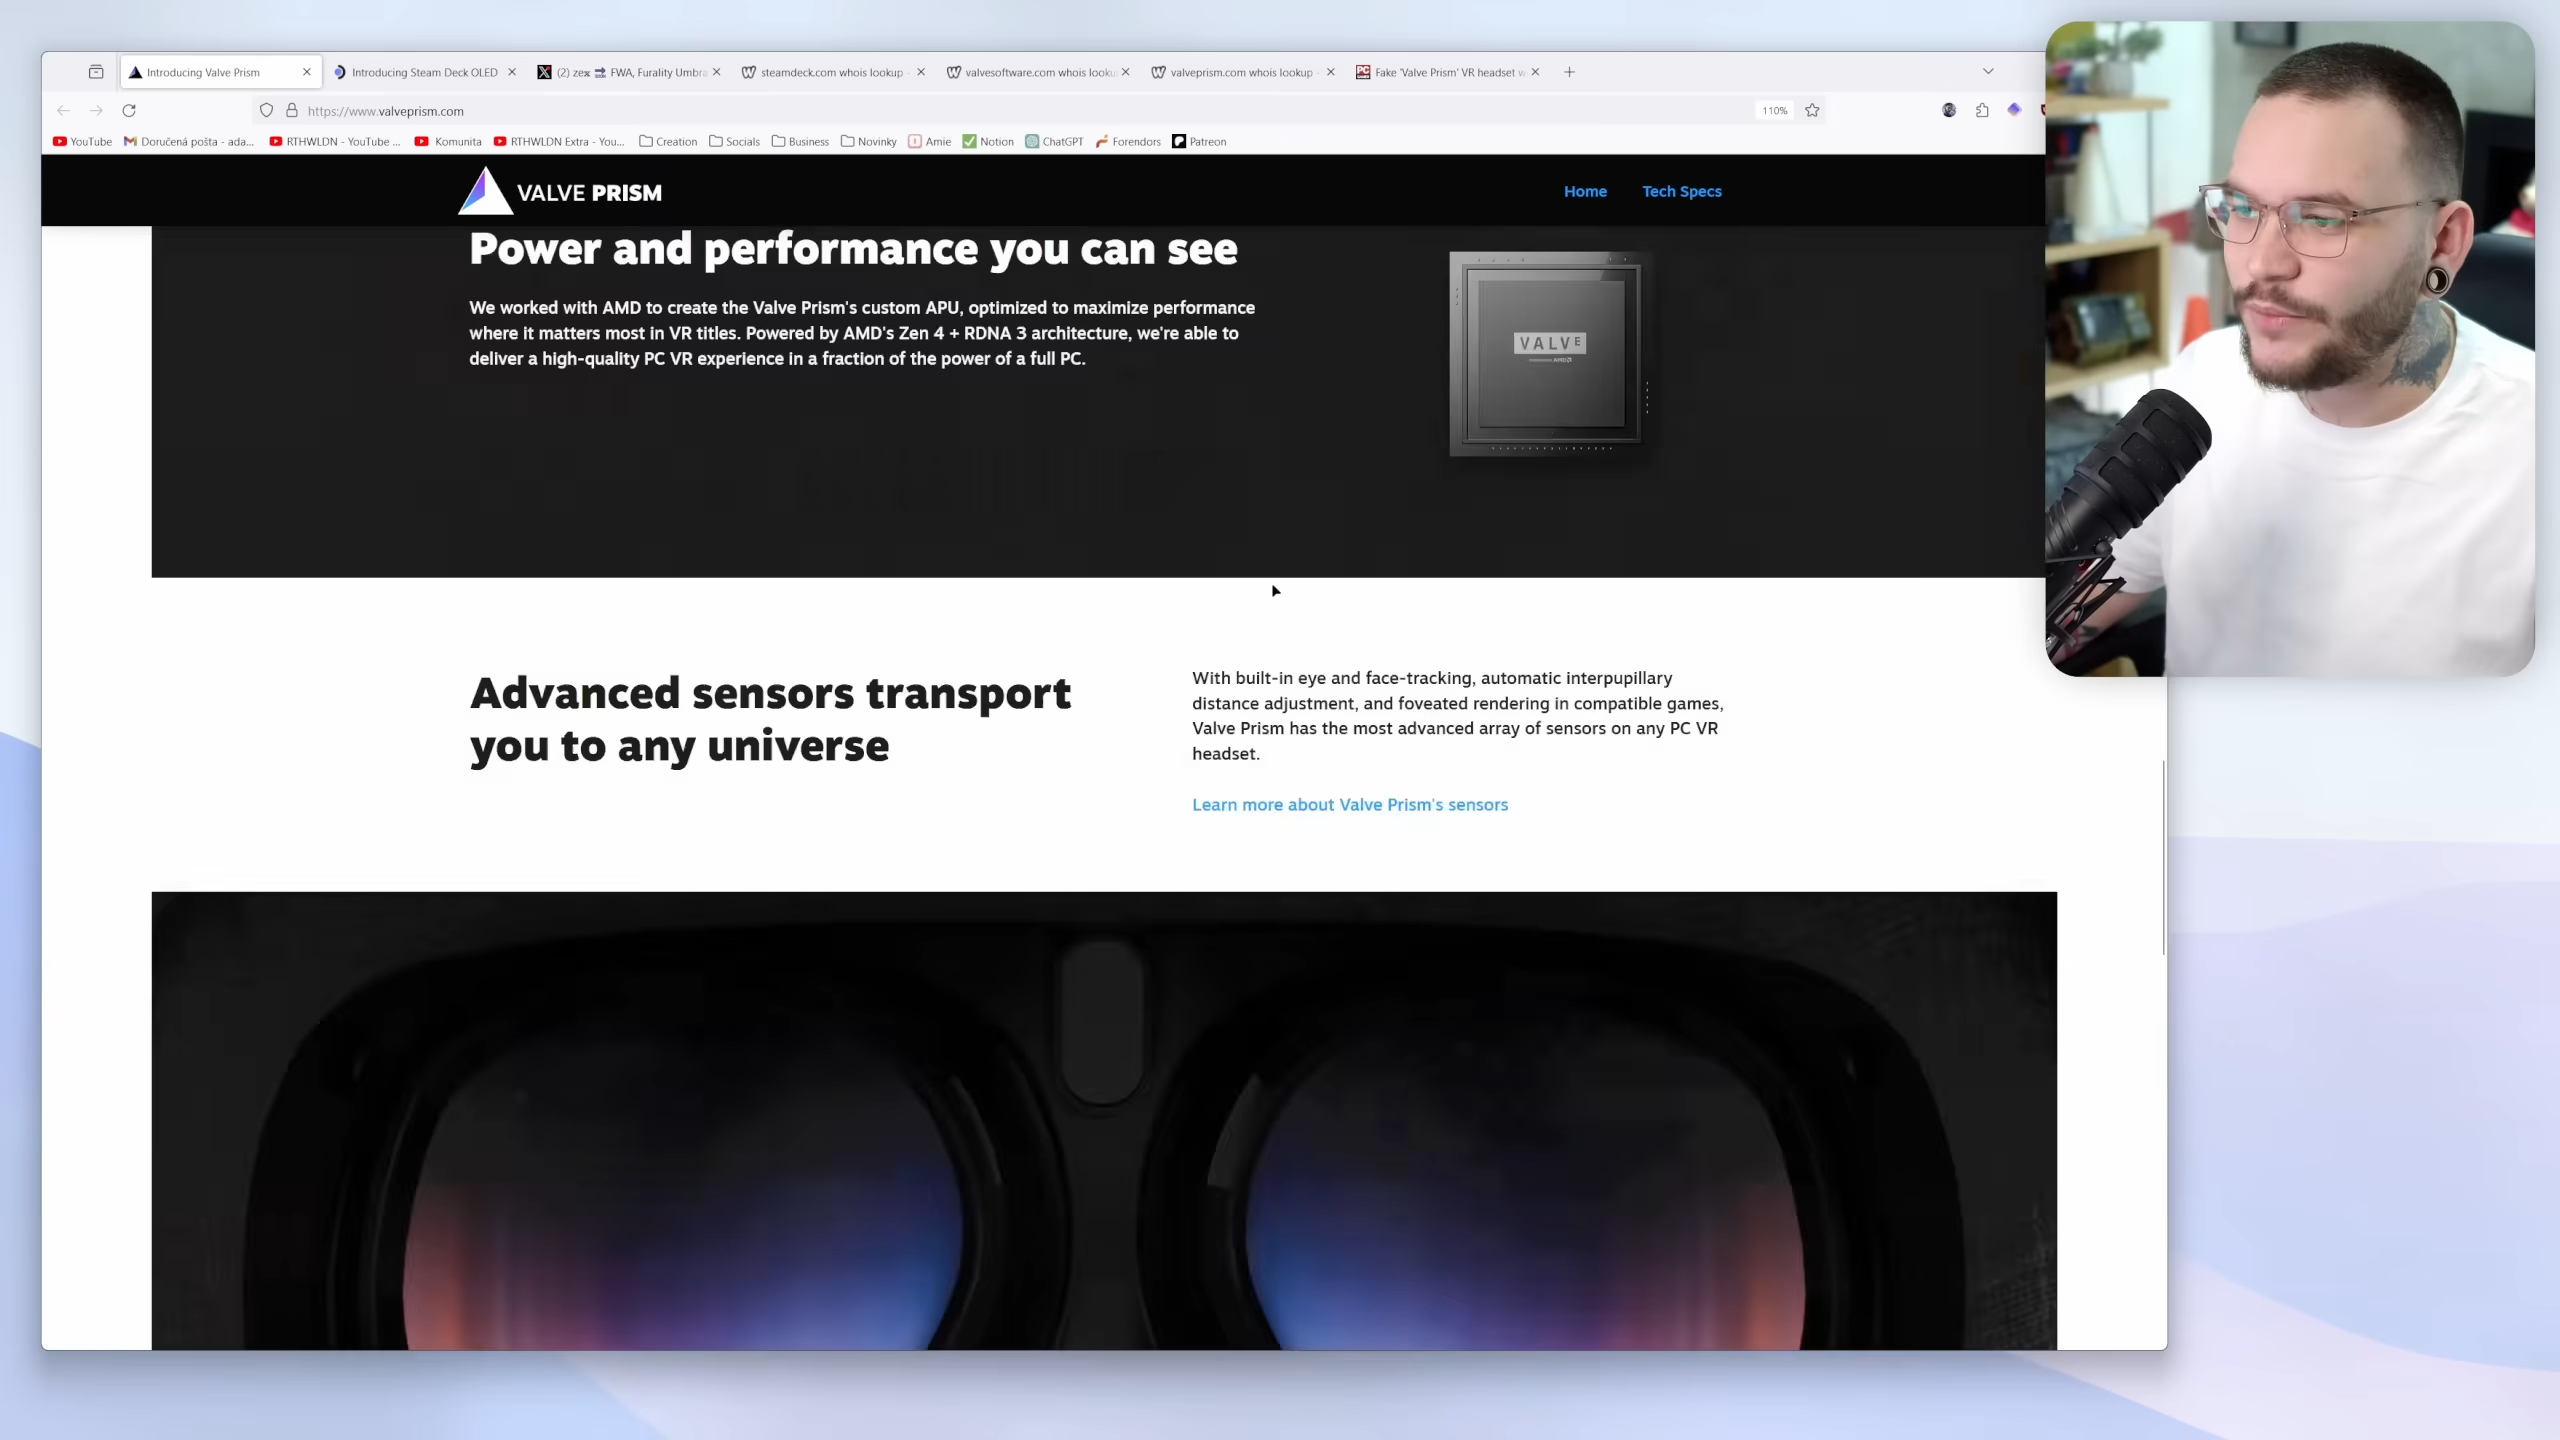 Introducing Valve Prism
Introducing Steam Deck OLED
(2) zex FWA, Furality Umbra
steamdeck.com whois lookup
valvesoftware.com whois looku
valveprism.com whois lookup
Fake 'Valve Prism' VR headset w
https://www.valveprism.com
110%
YouTube
Doručená pošta - ada...
RTHWLDN - YouTube ...
Komunita
RTHWLDN Extra - You...
Creation
Socials
Business
Novinky
Amie
Notion
ChatGPT
Forendors
Patreon
VALVE PRISM
Home
Tech Specs
Power and performance you can see
We worked with AMD to create the Valve Prism's custom APU, optimized to maximize performance
where it matters most in VR titles. Powered by AMD's Zen 4 + RDNA 3 architecture, we're able to
deliver a high-quality PC VR experience in a fraction of the power of a full PC.
VALVE
AMD
Advanced sensors transport
you to any universe
With built-in eye and face-tracking, automatic interpupillary
distance adjustment, and foveated rendering in compatible games,
Valve Prism has the most advanced array of sensors on any PC VR
headset.
Learn more about Valve Prism's sensors